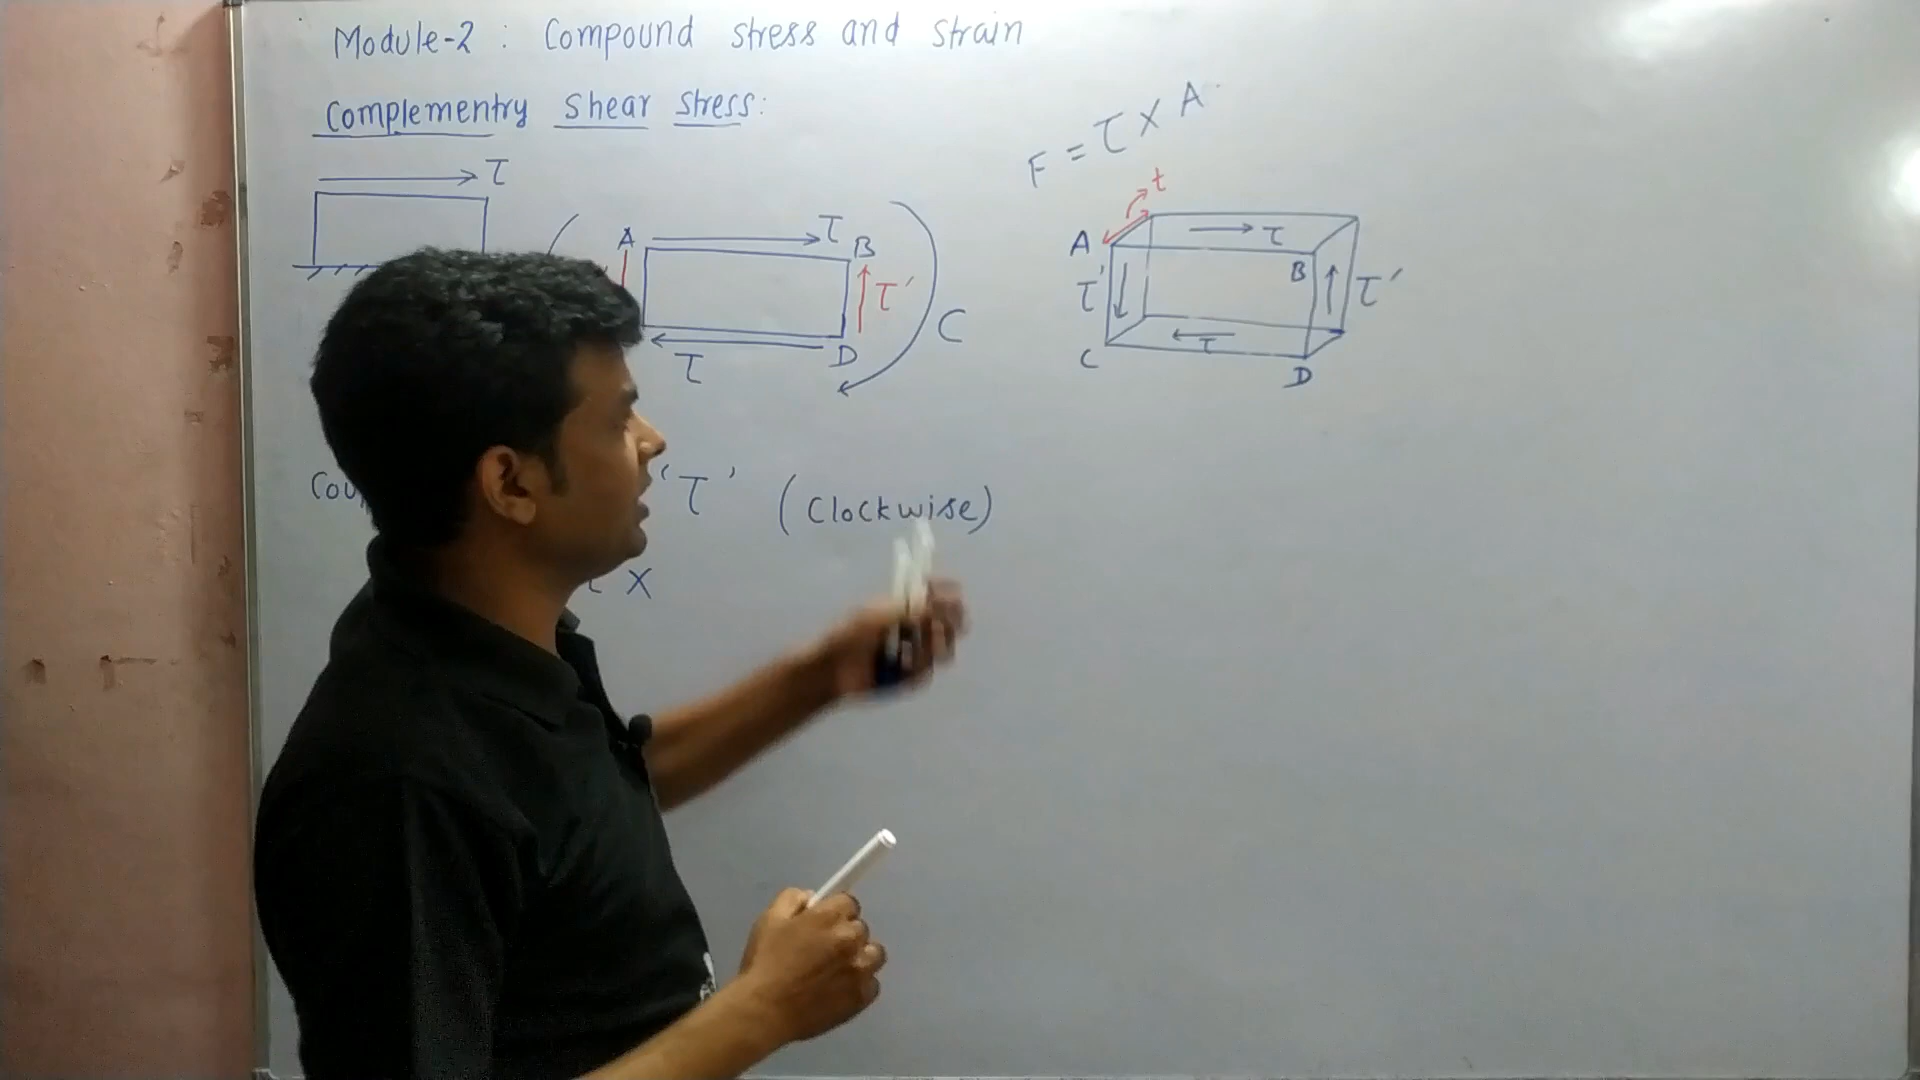 Module-2 : Compound stress and strain
Complementry shear stress:
F = τ × A
τ
t
A τ B
τ'
τ D
C
A τ
B
τ' τ'
τ
C D
'τ' (Clockwise)
×